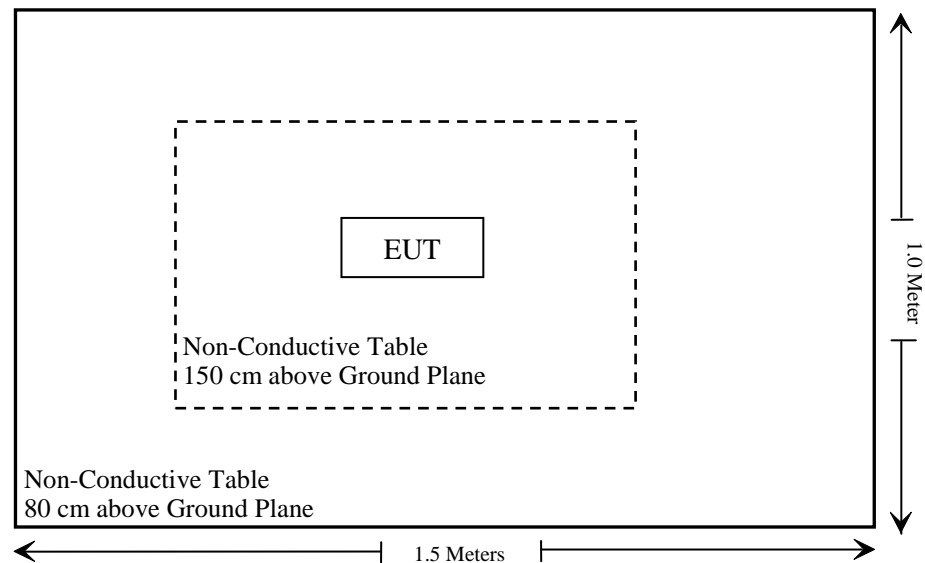 EUT
1.0 Meter
Non-Conductive Table
150 cm above Ground Plane
Non-Conductive Table
80 cm above Ground Plane
1.5 Meters